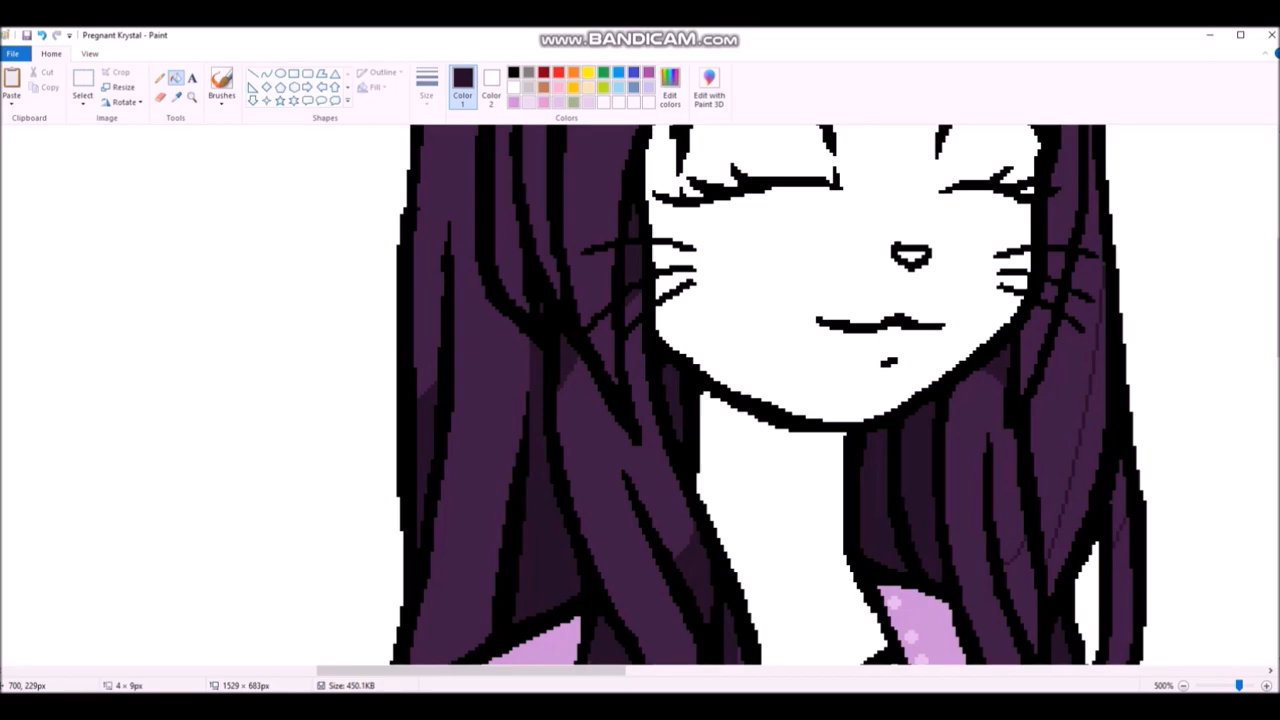 Pregnant Krystal - Paint
www.BANDICAM.com
File
Home
View
Paste
Cut
Copy
Clipboard
Select
Crop
Resize
Rotate
Image
A
Tools
Brushes
Outline
Fill
Shapes
Size
Color
1
Color
2
Edit
colors
Edit with
Paint 3D
Colors
700, 229px
4 × 9px
1529 × 683px
Size: 450.1KB
500%